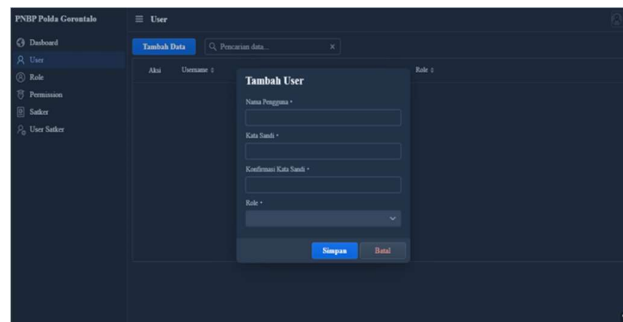 PNBP Polda Gorontalo
User
Dasboard
User
Role
Permission
Satker
User Satker
Tambah Data
Pencarian data...
Aksi
Username
Role
Tambah User
Nama Pengguna *
Kata Sandi *
Konfirmasi Kata Sandi *
Role *
Simpan
Batal